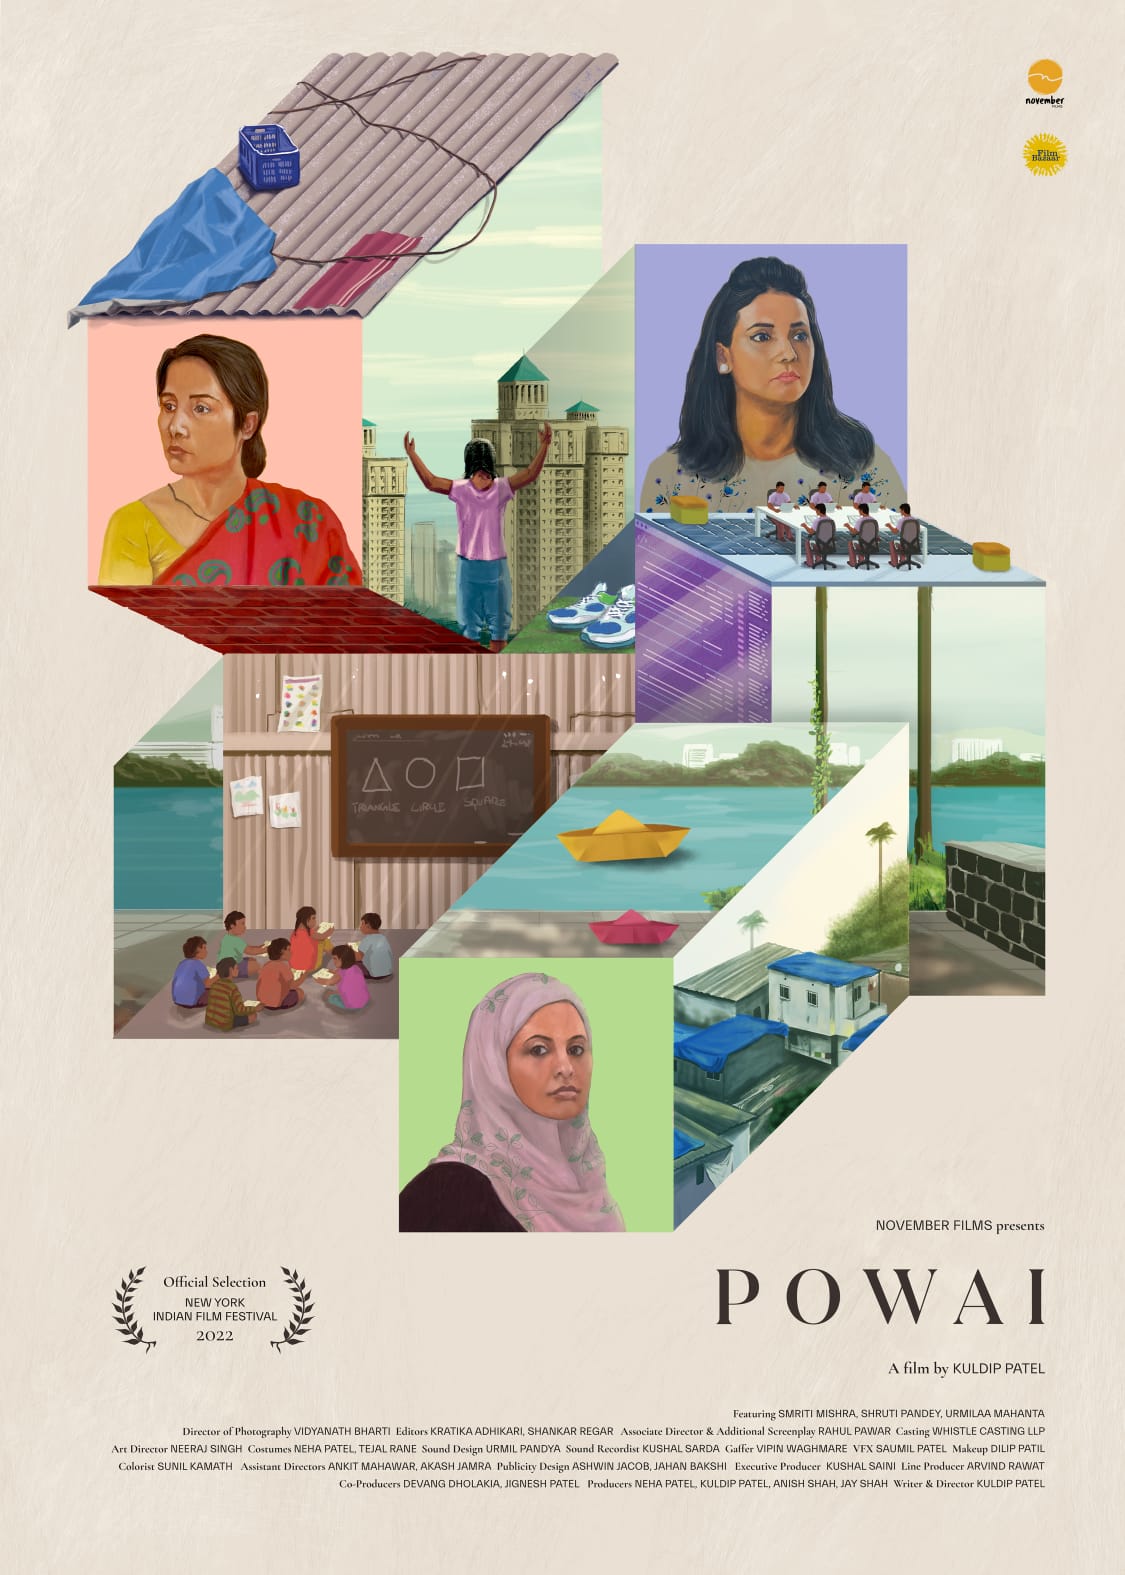 november
FILMS
Film
Bazaar
TRIANGLE CIRCLE SQUARE
NOVEMBER FILMS presents
POWAI
A film by KULDIP PATEL
Official Selection
NEW YORK
INDIAN FILM FESTIVAL
2022
Featuring SMRITI MISHRA, SHRUTI PANDEY, URMILAA MAHANTA
Director of Photography VIDYANATH BHARTI Editors KRATIKA ADHIKARI, SHANKAR REGAR Associate Director & Additional Screenplay RAHUL PAWAR Casting WHISTLE CASTING LLP
Art Director NEERAJ SINGH Costumes NEHA PATEL, TEJAL RANE Sound Design URMIL PANDYA Sound Recordist KUSHAL SARDA Gaffer VIPIN WAGHMARE VFX SAUMIL PATEL Makeup DILIP PATIL
Colorist SUNIL KAMATH Assistant Directors ANKIT MAHAWAR, AKASH JAMRA Publicity Design ASHWIN JACOB, JAHAN BAKSHI Executive Producer KUSHAL SAINI Line Producer ARVIND RAWAT
Co-Producers DEVANG DHOLAKIA, JIGNESH PATEL Producers NEHA PATEL, KULDIP PATEL, ANISH SHAH, JAY SHAH Writer & Director KULDIP PATEL